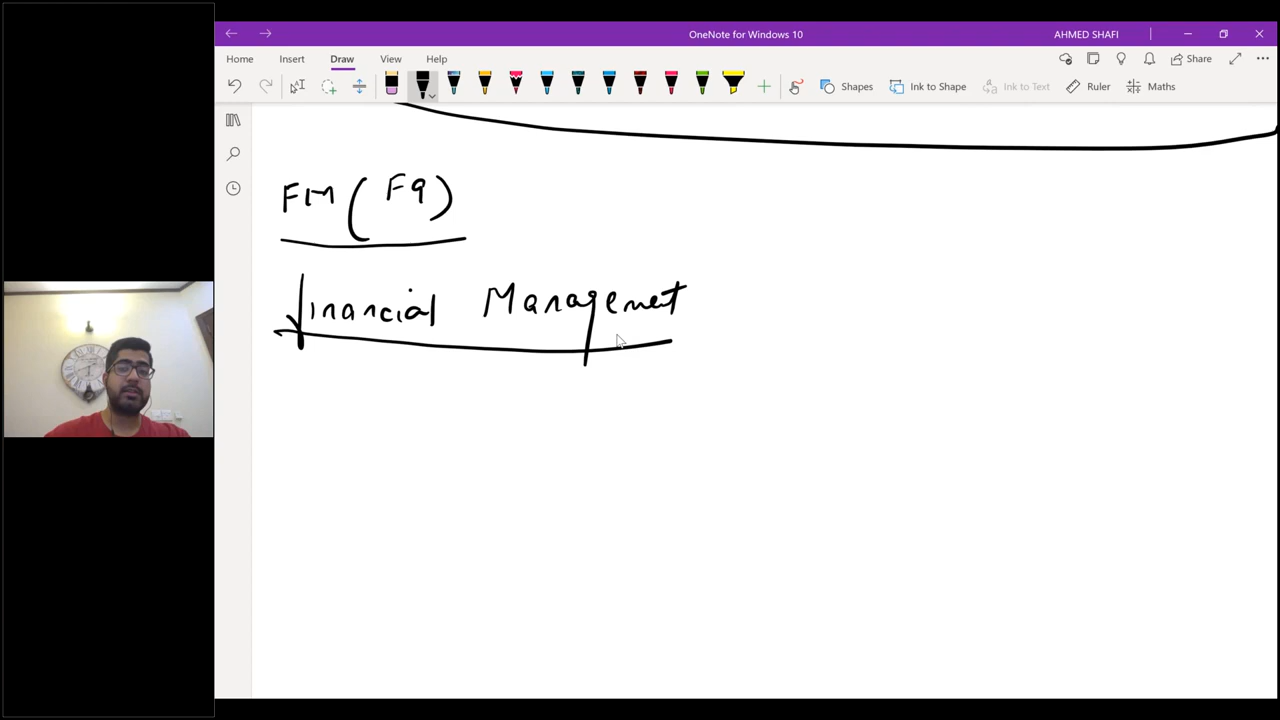 OneNote for Windows 10
AHMED SHAFI
Home Insert Draw View Help
Share
Shapes Ink to Shape Ink to Text Ruler Maths
FM (F9)
Financial Management